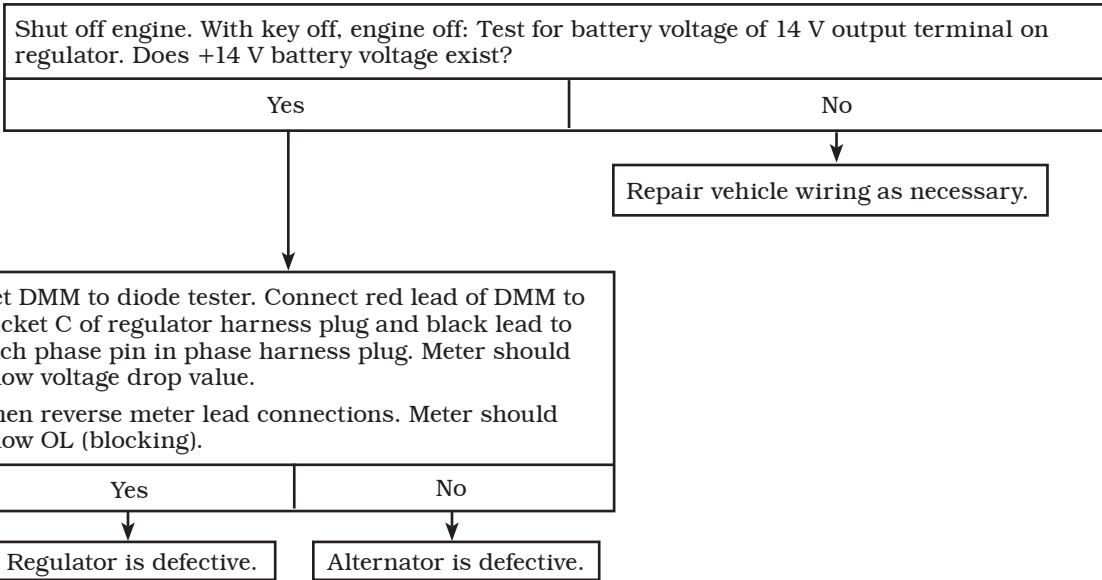 Shut off engine. With key off, engine off: Test for battery voltage of 14 V output terminal on
regulator. Does +14 V battery voltage exist?
Yes
No
Repair vehicle wiring as necessary.
et DMM to diode tester. Connect red lead of DMM to
cket C of regulator harness plug and black lead to
ch phase pin in phase harness plug. Meter should
ow voltage drop value.
hen reverse meter lead connections. Meter should
ow OL (blocking).
Yes
No
Regulator is defective.
Alternator is defective.